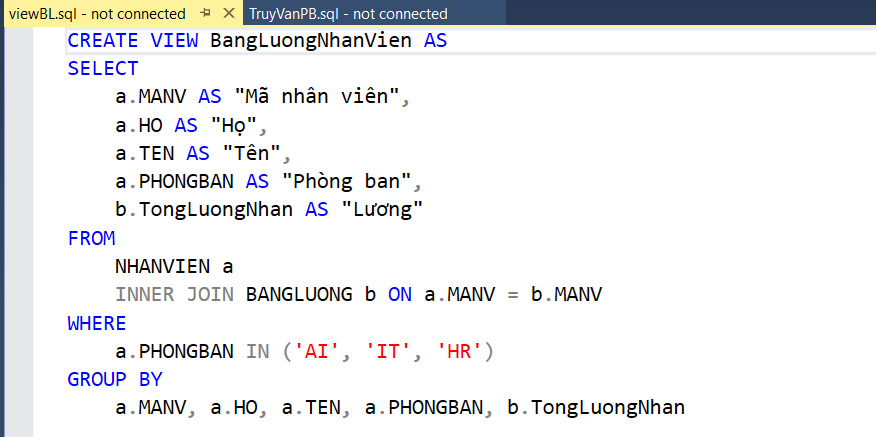 viewBL.sql - not connected TruyVanPB.sql - not connected
CREATE VIEW BangLuongNhanVien AS
SELECT
a.MANV AS "Mã nhân viên",
a.HO AS "Họ",
a.TEN AS "Tên",
a.PHONGBAN AS "Phòng ban",
b.TongLuongNhan AS "Lương"
FROM
NHANVIEN a
INNER JOIN BANGLUONG b ON a.MANV = b.MANV
WHERE
a.PHONGBAN IN ('AI', 'IT', 'HR')
GROUP BY
a.MANV, a.HO, a.TEN, a.PHONGBAN, b.TongLuongNhan